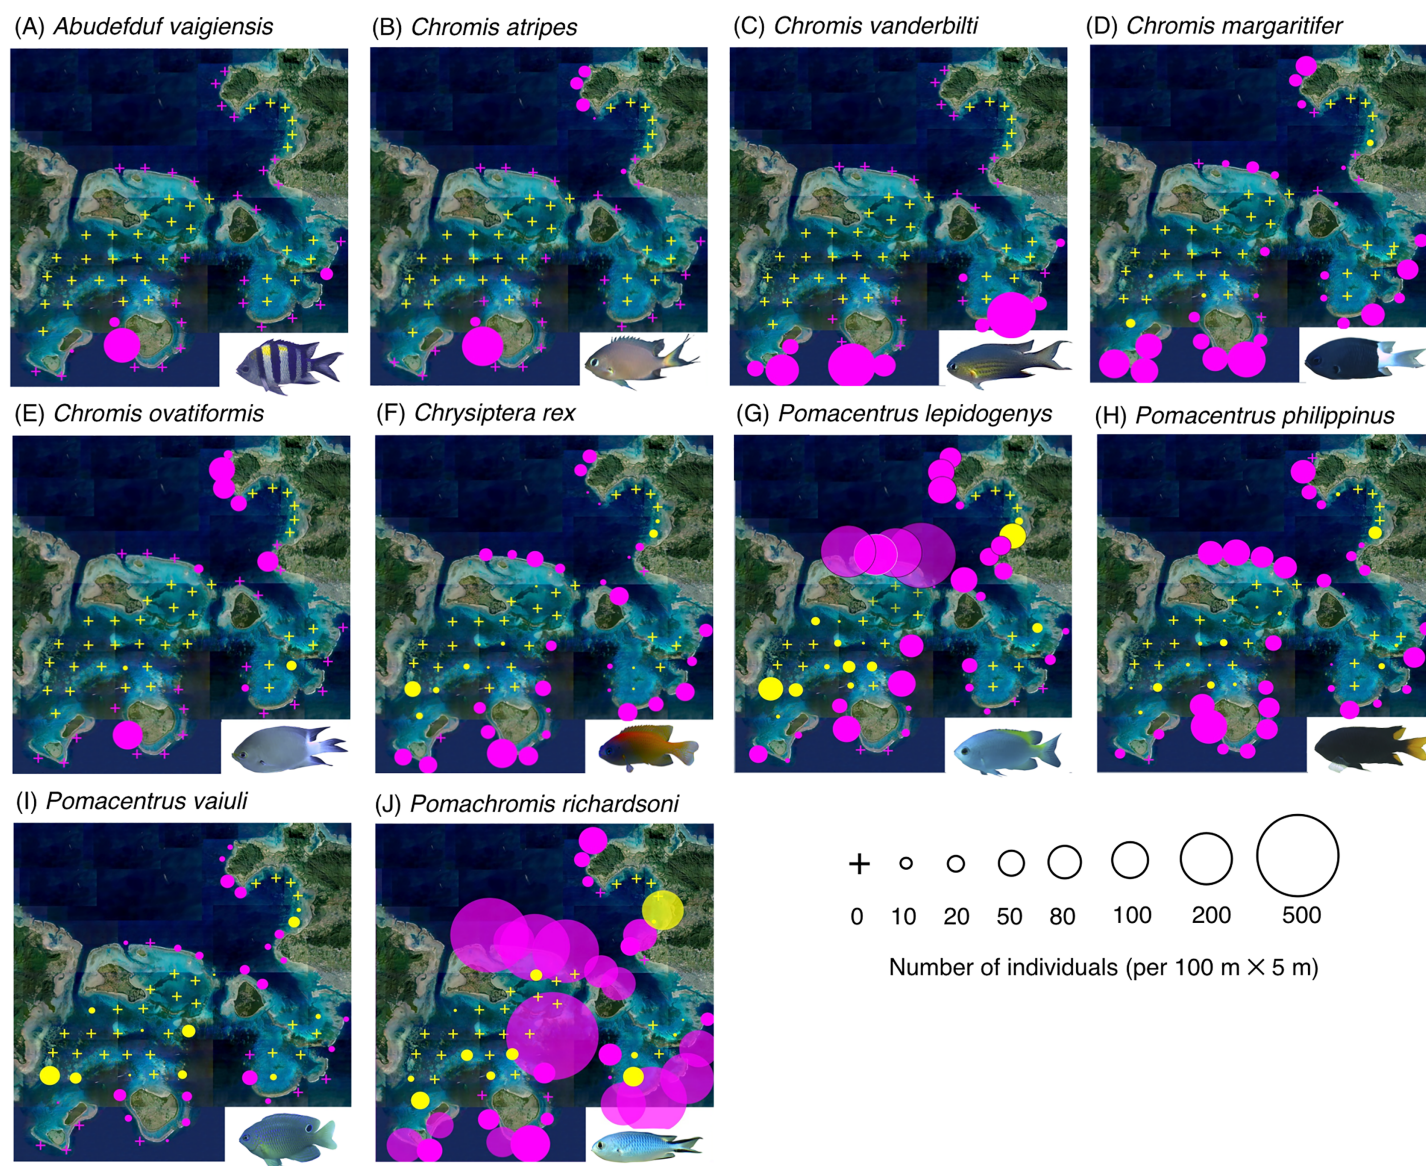 (A) Abudefduf vaigiensis
(B) Chromis atripes
(C) Chromis vanderbilti
(D) Chromis margaritifer
(E) Chromis ovatiformis
(F) Chrysiptera rex
(G) Pomacentrus lepidogenys
(H) Pomacentrus philippinus
(I) Pomacentrus vaiuli
(J) Pomachromis richardsoni
0 10 20 50 80 100 200 500
Number of individuals (per 100 m × 5 m)